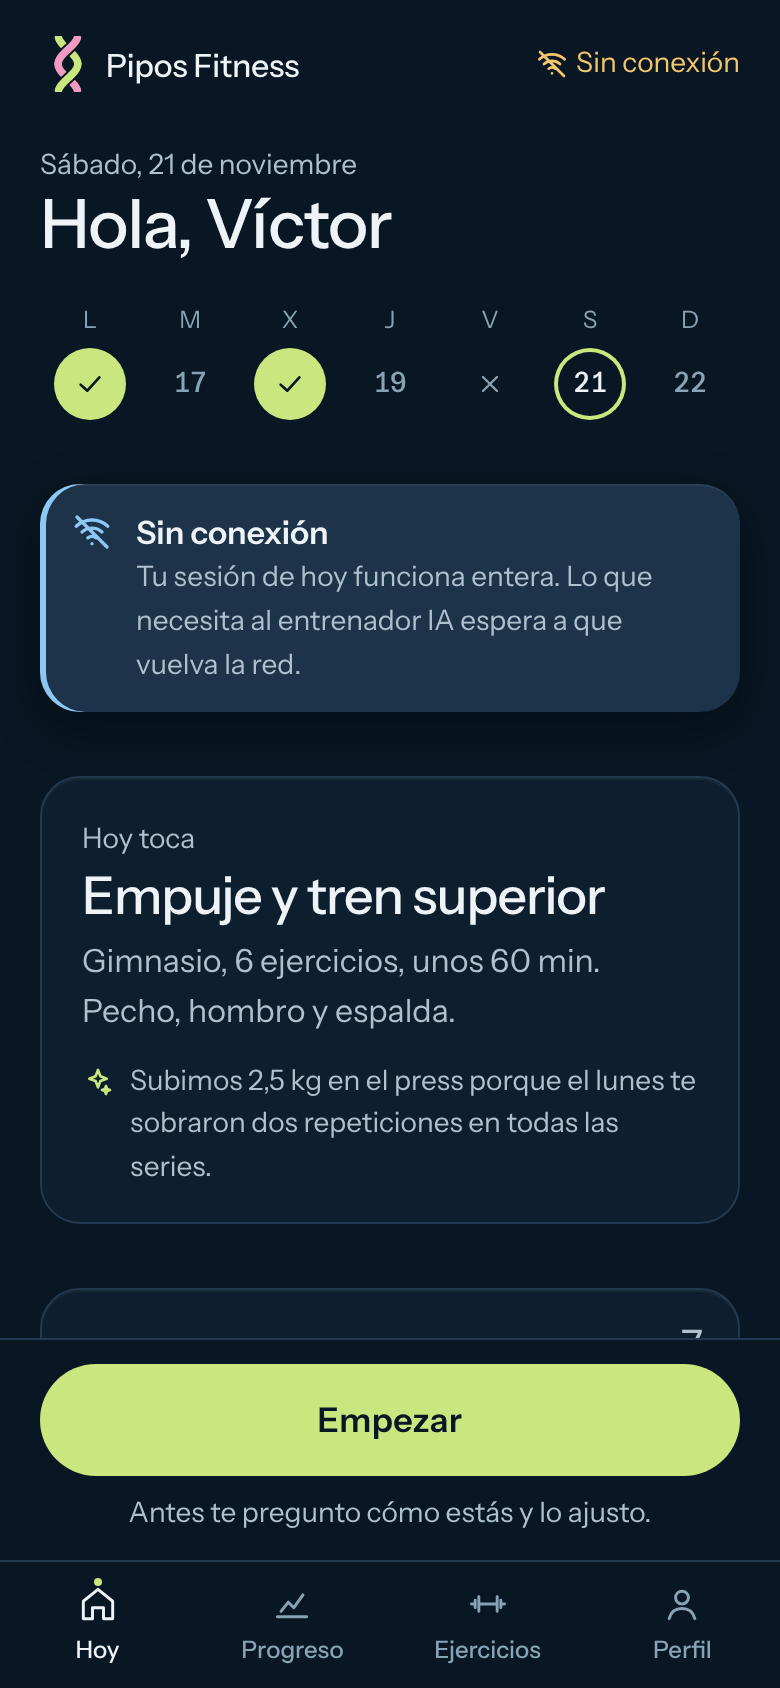 Pipos Fitness
Sin conexión
Sábado, 21 de noviembre
Hola, Víctor
L M X J V S D
17 19 21 22
Sin conexión
Tu sesión de hoy funciona entera. Lo que
necesita al entrenador IA espera a que
vuelva la red.
Hoy toca
Empuje y tren superior
Gimnasio, 6 ejercicios, unos 60 min.
Pecho, hombro y espalda.
Subimos 2,5 kg en el press porque el lunes te
sobraron dos repeticiones en todas las
series.
Empezar
Antes te pregunto cómo estás y lo ajusto.
Hoy Progreso Ejercicios Perfil